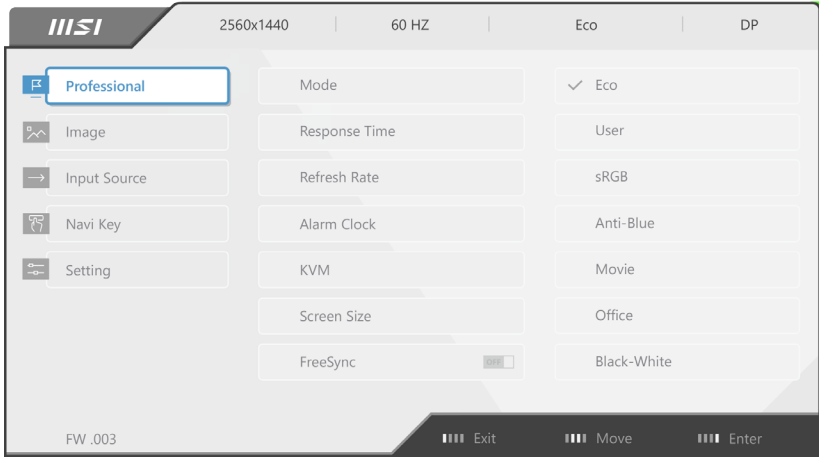 msi 2560x1440 60 HZ Eco DP
Professional Mode Eco
Image Response Time User
Input Source Refresh Rate sRGB
Navi Key Alarm Clock Anti-Blue
Setting KVM Movie
Screen Size Office
FreeSync OFF Black-White
FW .003 Exit Move Enter